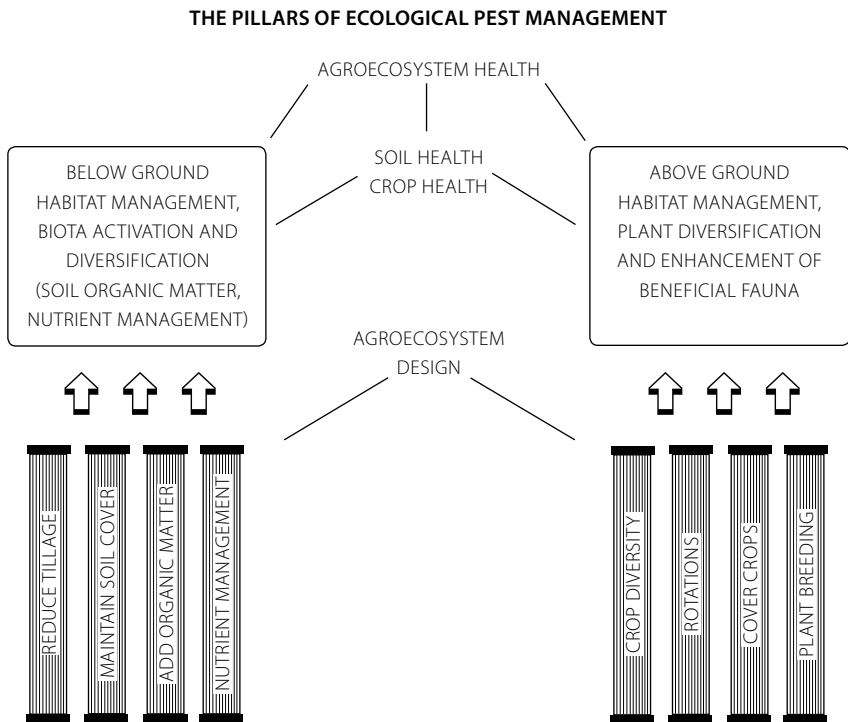 THE PILLARS OF ECOLOGICAL PEST MANAGEMENT
AGROECOSYSTEM HEALTH
BELOW GROUND
HABITAT MANAGEMENT,
BIOTA ACTIVATION AND
DIVERSIFICATION
(SOIL ORGANIC MATTER,
NUTRIENT MANAGEMENT)
SOIL HEALTH
CROP HEALTH
ABOVE GROUND
HABITAT MANAGEMENT,
PLANT DIVERSIFICATION
AND ENHANCEMENT OF
BENEFICIAL FAUNA
AGROECOSYSTEM
DESIGN
REDUCE TILLAGE
MAINTAIN SOIL COVER
ADD ORGANIC MATTER
NUTRIENT MANAGEMENT
CROP DIVERSITY
ROTATIONS
COVER CROPS
PLANT BREEDING